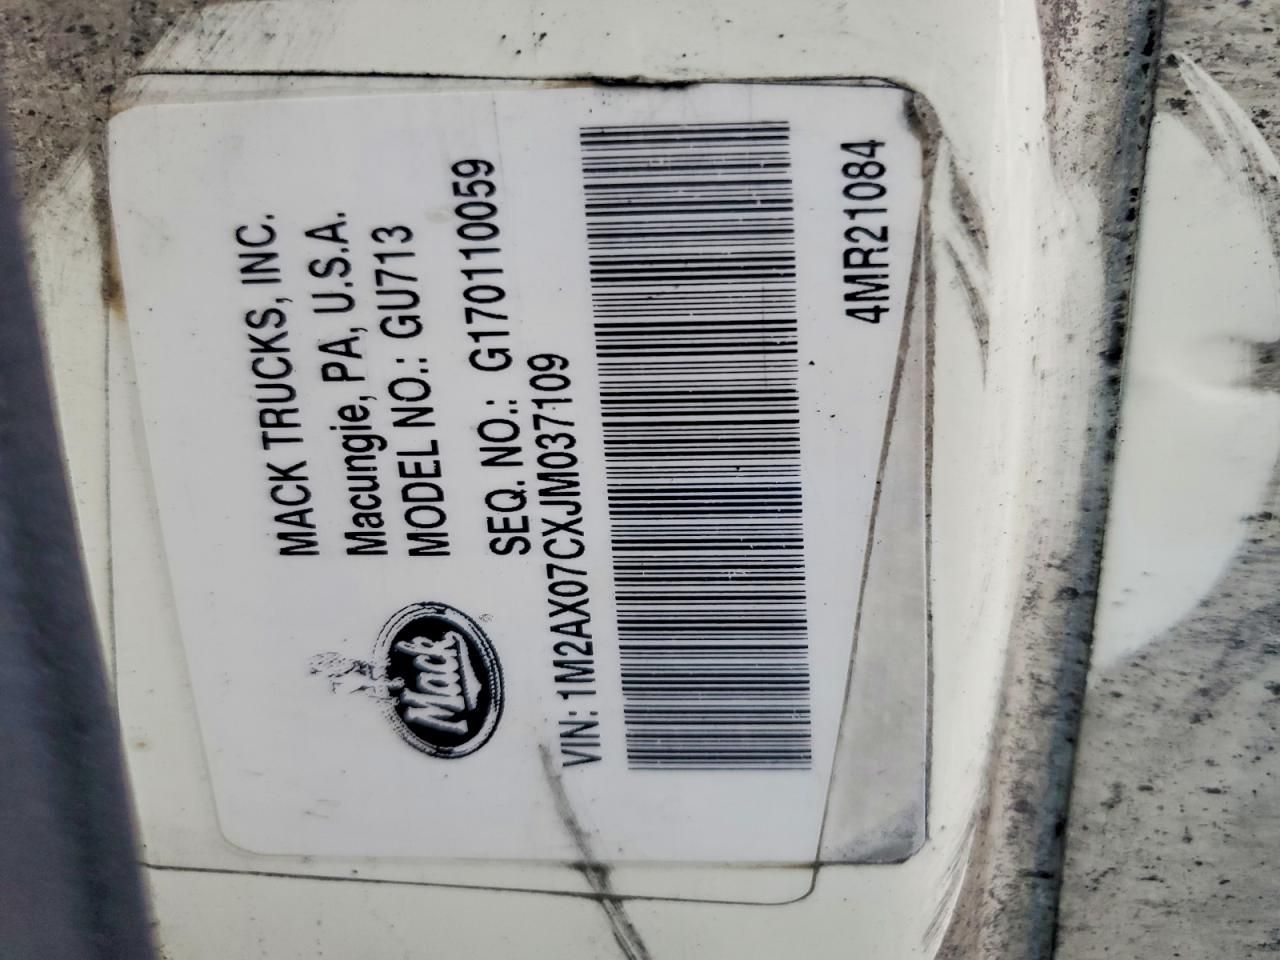 MACK TRUCKS, INC.
Macungie, PA, U.S.A.
MODEL NO.: GU713
SEQ. NO.: G170110059
Mack
VIN: 1M2AX07CXJM037109
4MR21084